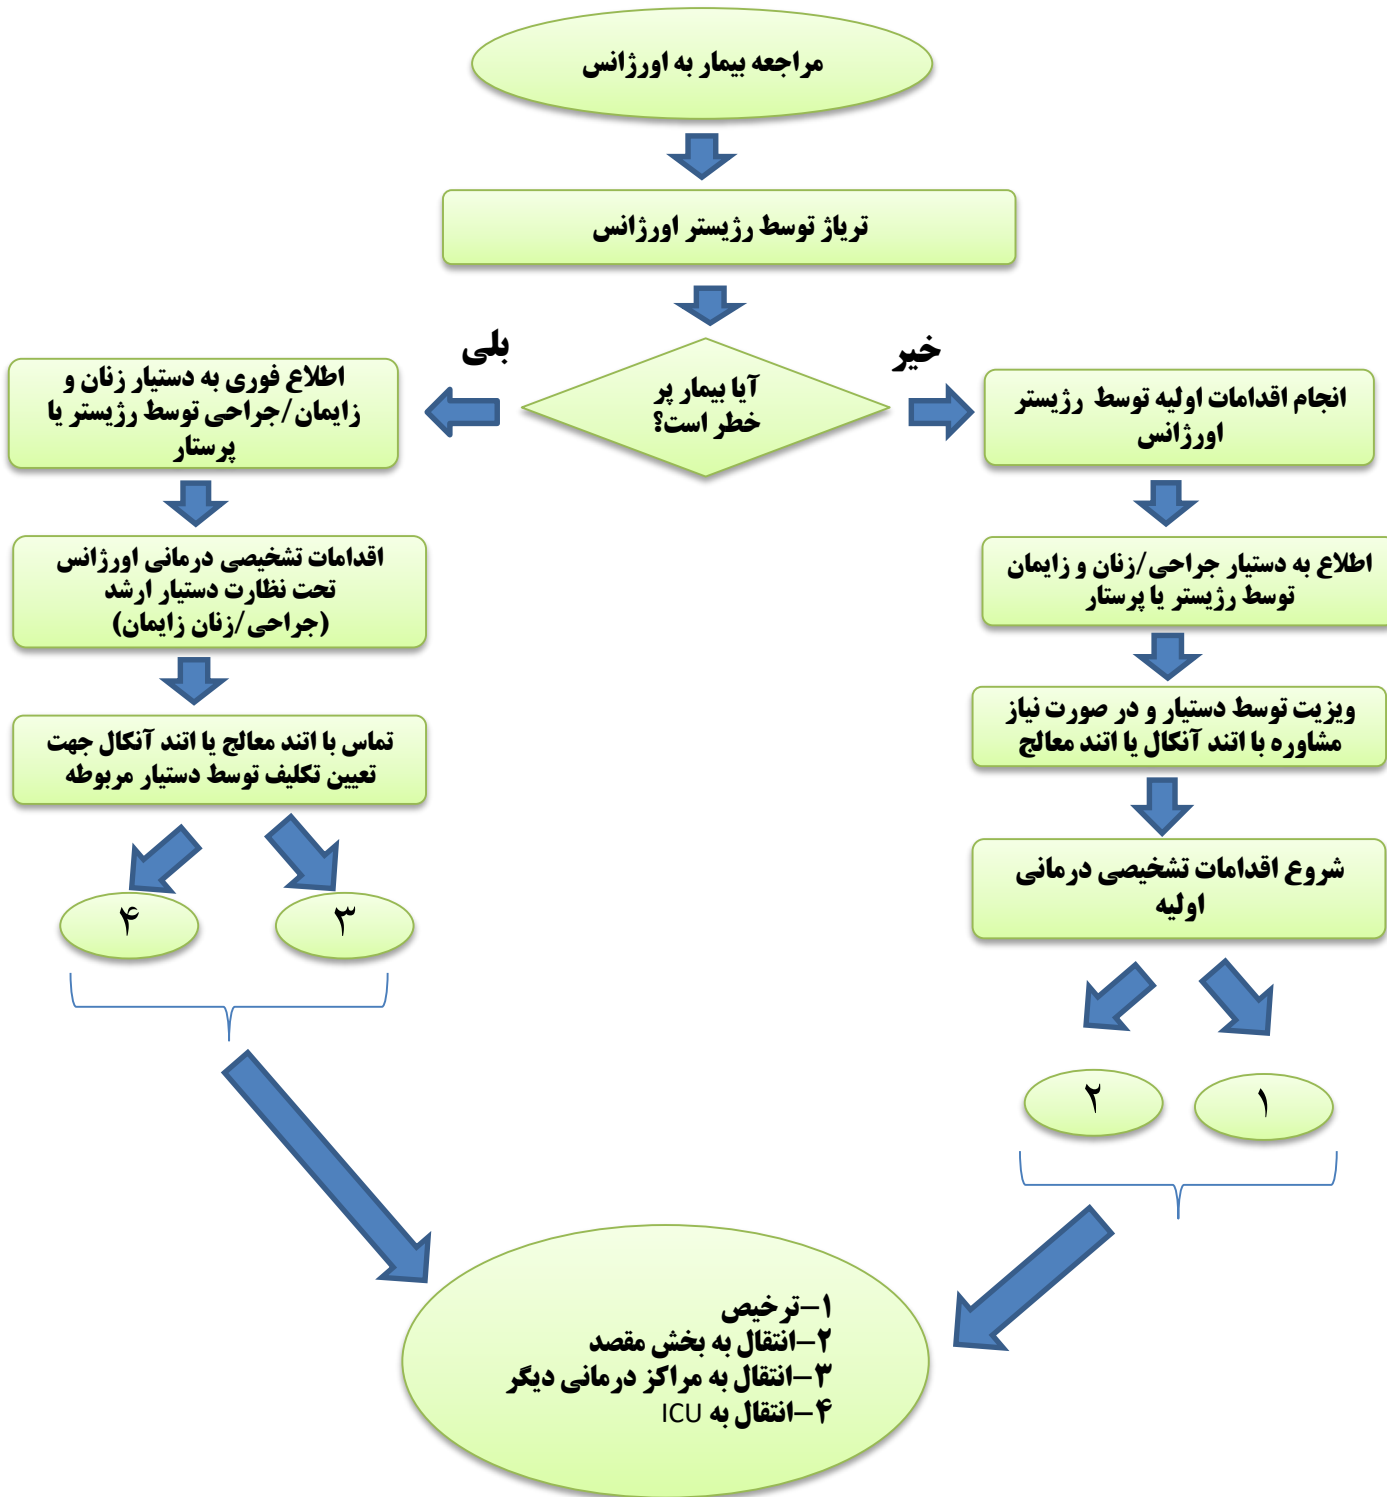 مراجعه بیمار به اورژانس
تریاژ توسط رژیستر اورژانس
آیا بیمار پر
خطر است؟
خیر
انجام اقدامات اولیه توسط رژیستر
اورژانس
اطلاع به دستیار جراحی/زنان و زایمان
توسط رژیستر یا پرستار
ویزیت توسط دستیار و در صورت نیاز
مشاوره با اتند آنکال یا اتند معالج
شروع اقدامات تشخیصی درمانی
اولیه
۱
۲
بلی
اطلاع فوری به دستیار زنان و
زایمان/جراحی توسط رژیستر یا
پرستار
اقدامات تشخیصی درمانی اورژانس
تحت نظارت دستیار ارشد
(جراحی/زنان زایمان)
تماس با اتند معالج یا اتند آنکال جهت
تعیین تکلیف توسط دستیار مربوطه
۳
۴
۱-ترخیص
۲-انتقال به بخش مقصد
۳-انتقال به مراکز درمانی دیگر
۴-انتقال به ICU